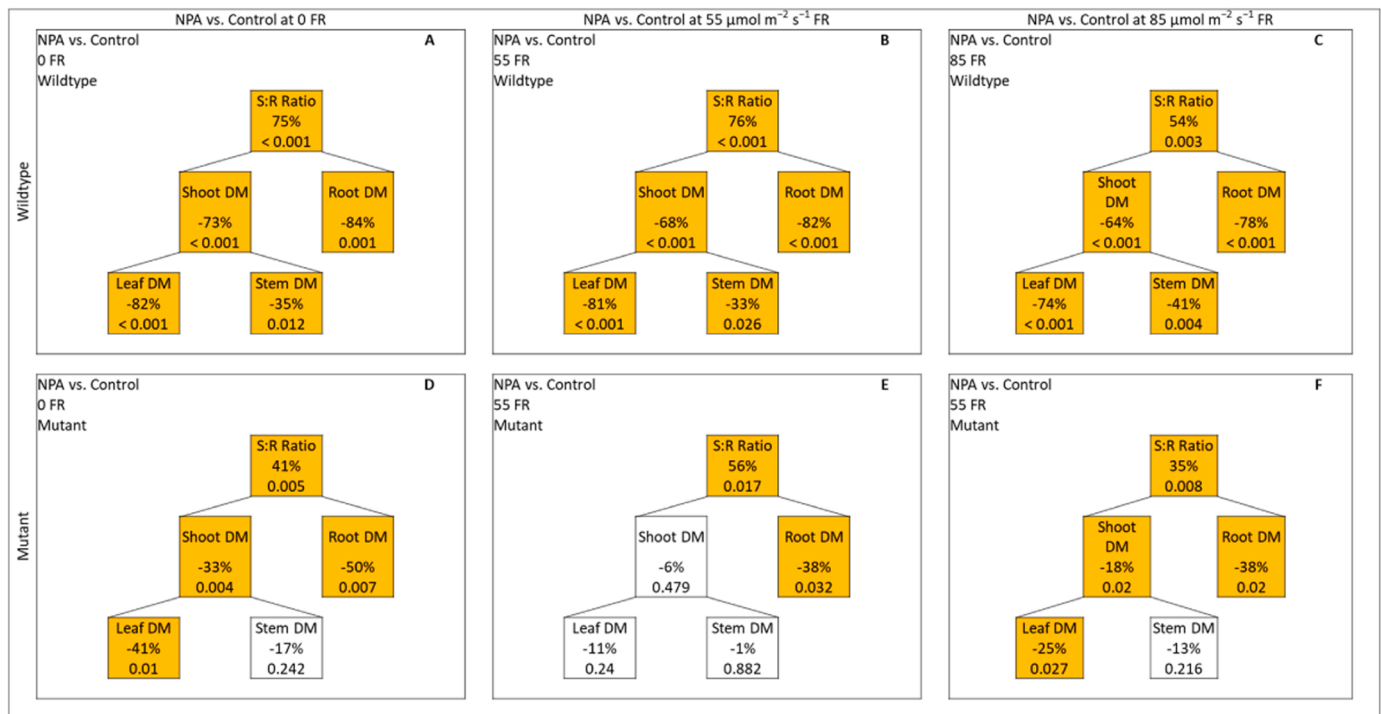 NPA vs. Control at 0 FR
NPA vs. Control at 55 µmol m⁻² s⁻¹ FR
NPA vs. Control at 85 µmol m⁻² s⁻¹ FR
Wildtype
NPA vs. Control
A
0 FR
Wildtype
S:R Ratio
75%
< 0.001
Shoot DM
-73%
< 0.001
Root DM
-84%
0.001
Leaf DM
-82%
< 0.001
Stem DM
-35%
0.012
NPA vs. Control
B
55 FR
Wildtype
S:R Ratio
76%
< 0.001
Shoot DM
-68%
< 0.001
Root DM
-82%
< 0.001
Leaf DM
-81%
< 0.001
Stem DM
-33%
0.026
NPA vs. Control
C
85 FR
Wildtype
S:R Ratio
54%
0.003
Shoot
DM
-64%
< 0.001
Root DM
-78%
< 0.001
Leaf DM
-74%
< 0.001
Stem DM
-41%
0.004
Mutant
NPA vs. Control
D
0 FR
Mutant
S:R Ratio
41%
0.005
Shoot DM
-33%
0.004
Root DM
-50%
0.007
Leaf DM
-41%
0.01
Stem DM
-17%
0.242
NPA vs. Control
E
55 FR
Mutant
S:R Ratio
56%
0.017
Shoot DM
-6%
0.479
Root DM
-38%
0.032
Leaf DM
-11%
0.24
Stem DM
-1%
0.882
NPA vs. Control
F
55 FR
Mutant
S:R Ratio
35%
0.008
Shoot
DM
-18%
0.02
Root DM
-38%
0.02
Leaf DM
-25%
0.027
Stem DM
-13%
0.216